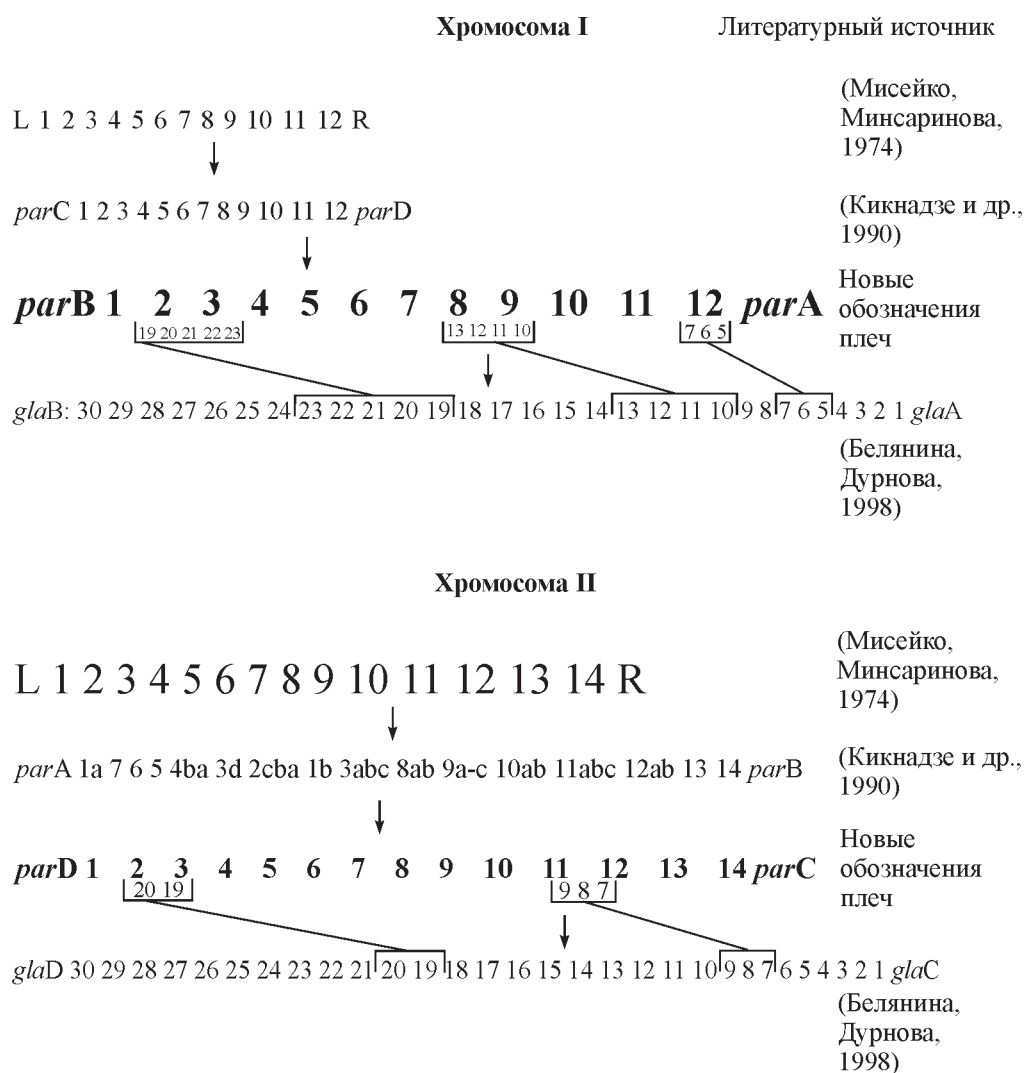 Хромосома I Литературный источник
(Мисейко,
L 1 2 3 4 5 6 7 8 9 10 11 12 R Минсаринова,
1974)
parC 1 2 3 4 5 6 7 8 9 10 11 12 parD (Кикнадзе и др.,
1990)
Новые
parB 1 2 3 4 5 6 7 8 9 10 11 12 parA обозначения
19 20 21 22 23 13 12 11 10 7 6 5 плеч
glaB: 30 29 28 27 26 25 24 23 22 21 20 19 18 17 16 15 14 13 12 11 10 9 8 7 6 5 4 3 2 1 glaA
(Белянина,
Дурнова,
1998)
Хромосома II
(Мисейко,
L 1 2 3 4 5 6 7 8 9 10 11 12 13 14 R Минсаринова,
1974)
parA 1a 7 6 5 4ba 3d 2cba 1b 3abc 8ab 9a-c 10ab 11abc 12ab 13 14 parB (Кикнадзе и др.,
1990)
Новые
parD 1 2 3 4 5 6 7 8 9 10 11 12 13 14 parC обозначения
20 19 9 8 7 плеч
glaD 30 29 28 27 26 25 24 23 22 21 20 19 18 17 16 15 14 13 12 11 10 9 8 7 6 5 4 3 2 1 glaC
(Белянина,
Дурнова,
1998)